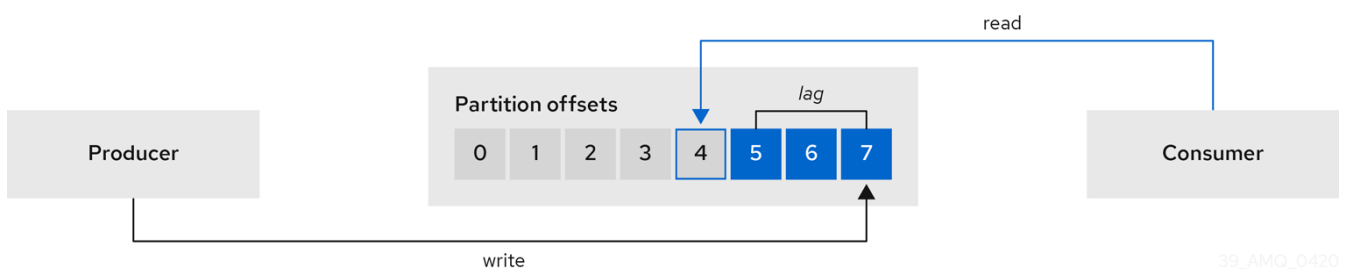 read
Partition offsets
lag
Producer
0 1 2 3 4 5 6 7
Consumer
write
39_AMQ_0420